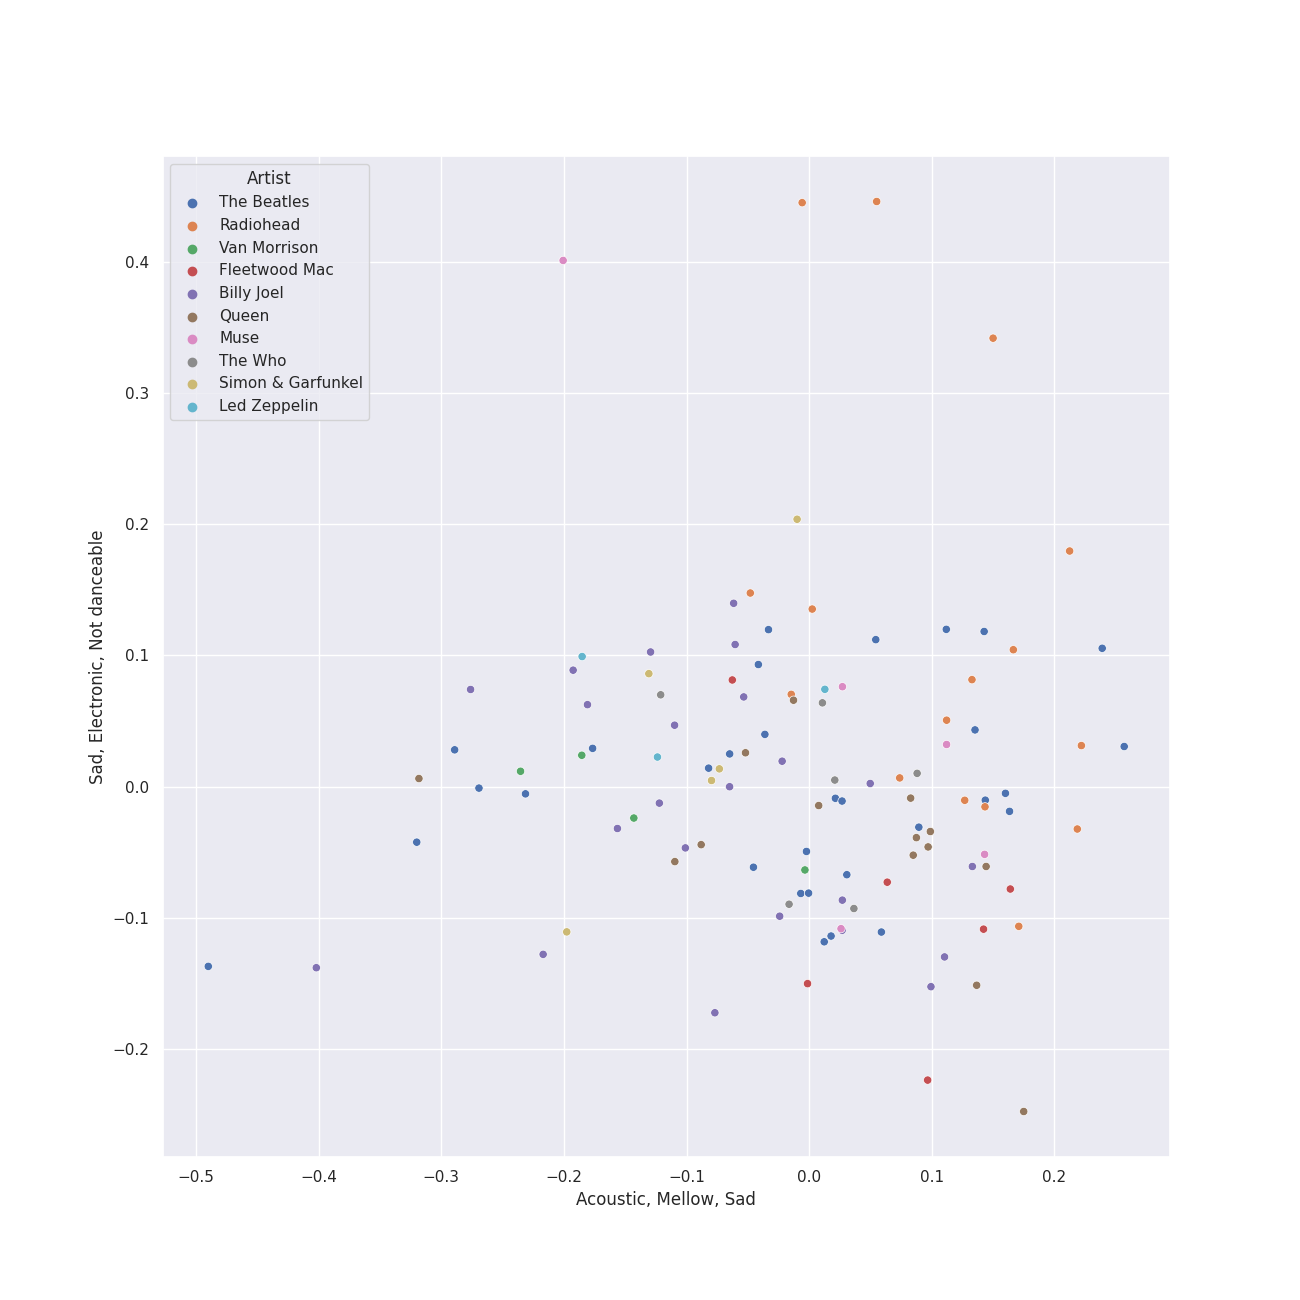 Artist
The Beatles
Radiohead
Van Morrison
Fleetwood Mac
Billy Joel
Queen
Muse
The Who
Simon & Garfunkel
Led Zeppelin
0.4
0.3
0.2
0.1
0.0
−0.1
−0.2
Sad, Electronic, Not danceable
−0.5 −0.4 −0.3 −0.2 −0.1 0.0 0.1 0.2
Acoustic, Mellow, Sad